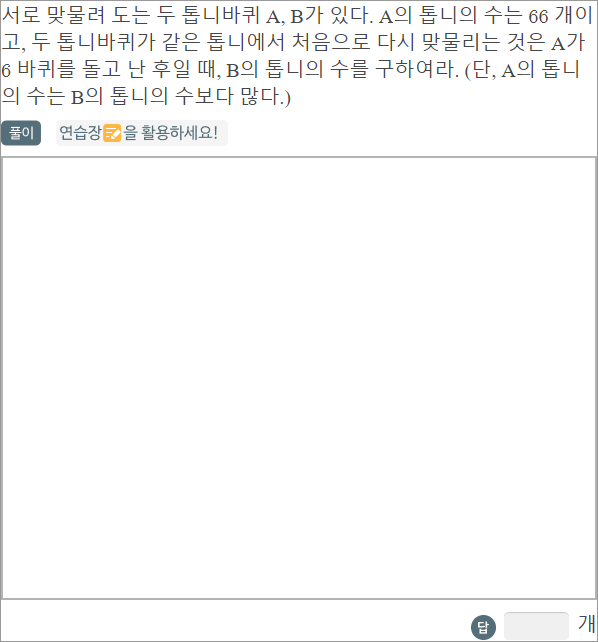 서로 맞물려 도는 두 톱니바퀴 A, B가 있다. A의 톱니의 수는 66 개이
고, 두 톱니바퀴가 같은 톱니에서 처음으로 다시 맞물리는 것은 A가
6 바퀴를 돌고 난 후일 때, B의 톱니의 수를 구하여라. (단, A의 톱니
의 수는 B의 톱니의 수보다 많다.)
풀이 연습장을 활용하세요!
답 개